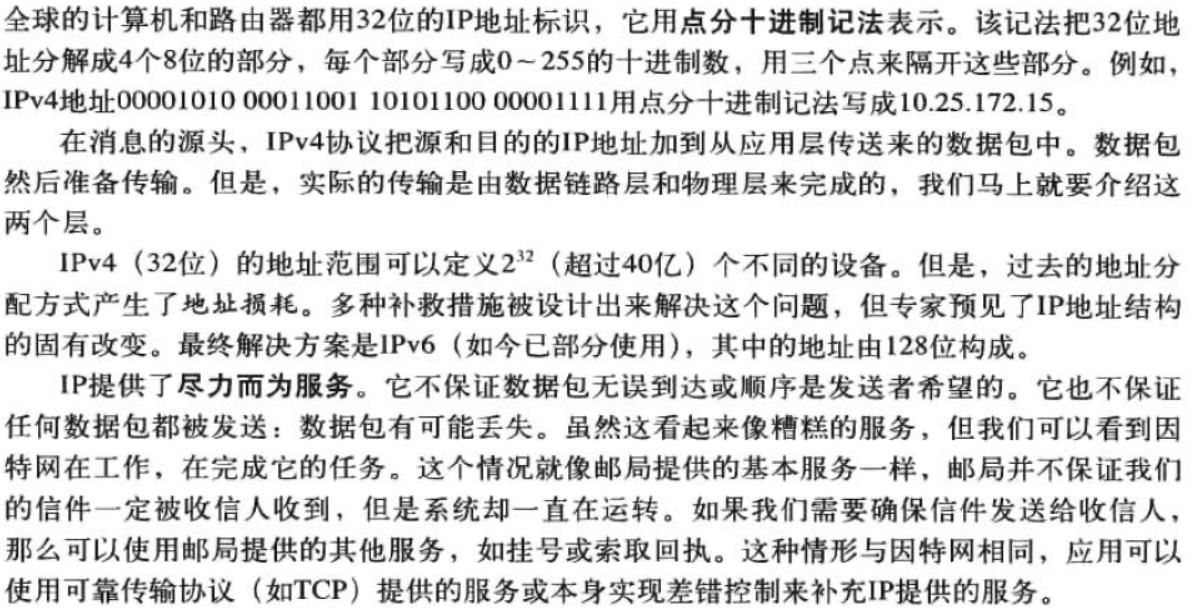 全球的计算机和路由器都用32位的IP地址标识，它用点分十进制记法表示。该记法把32位地
址分解成4个8位的部分，每个部分写成0～255的十进制数，用三个点来隔开这些部分。例如，
IPv4地址00001010 00011001 10101100 00001111用点分十进制记法写成10.25.172.15。
在消息的源头，IPv4协议把源和目的的IP地址加到从应用层传送来的数据包中。数据包
然后准备传输。但是，实际的传输是由数据链路层和物理层来完成的，我们马上就要介绍这
两个层。
IPv4（32位）的地址范围可以定义2³²（超过40亿）个不同的设备。但是，过去的地址分
配方式产生了地址损耗。多种补救措施被设计出来解决这个问题，但专家预见了IP地址结构
的固有改变。最终解决方案是IPv6（如今已部分使用），其中的地址由128位构成。
IP提供了尽力而为服务。它不保证数据包无误到达或顺序是发送者希望的。它也不保证
任何数据包都被发送：数据包有可能丢失。虽然这看起来像糟糕的服务，但我们可以看到因
特网在工作，在完成它的任务。这个情况就像邮局提供的基本服务一样，邮局并不保证我们
的信件一定被收信人收到，但是系统却一直在运转。如果我们需要确保信件发送给收信人，
那么可以使用邮局提供的其他服务，如挂号或索取回执。这种情形与因特网相同，应用可以
使用可靠传输协议（如TCP）提供的服务或本身实现差错控制来补充IP提供的服务。